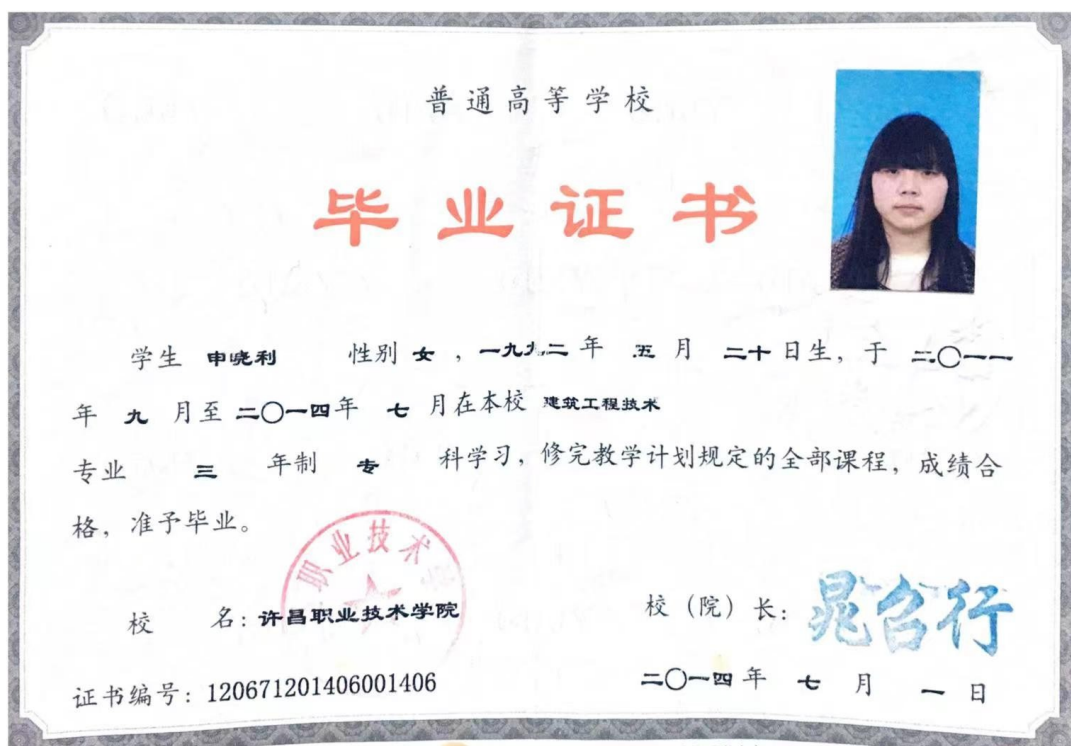 普通高等学校
毕业证书
学生 申晓利 性别 女 ，一九九二 年 五 月 二十 日生，于 二〇一一
年 九 月至 二〇一四年 七 月在本校 建筑工程技术
专业 三 年制 专 科学习，修完教学计划规定的全部课程，成绩合
格，准予毕业。
职业技术学
校 名：许昌职业技术学院
校（院）长：晁召行
证书编号：120671201406001406
二〇一四 年 七 月 一 日